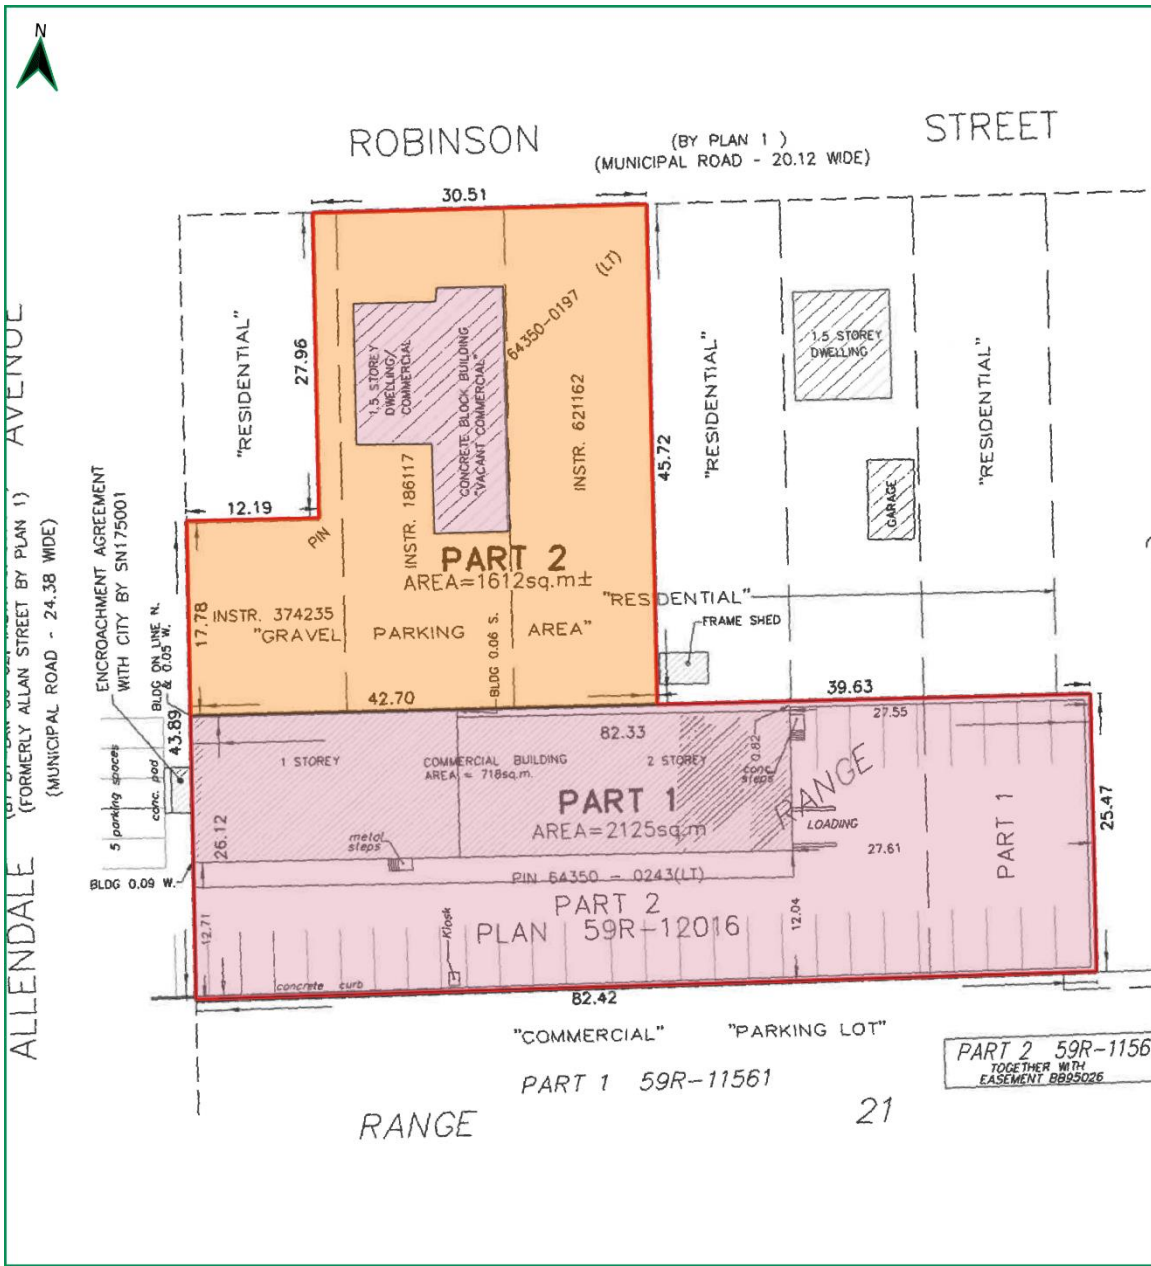 N
ROBINSON
STREET
(BY PLAN 1 )
(MUNICIPAL ROAD - 20.12 WIDE)
30.51
27.96
45.72
12.19
17.78
"RESIDENTIAL"
1.5 STOREY
DWELLING/
COMMERCIAL
CONCRETE BLOCK BUILDING
"VACANT COMMERCIAL"
64350-0197 (LT)
INSTR. 621162
INSTR. 186117
PIN
"RESIDENTIAL"
1.5 STOREY
DWELLING
GARAGE
"RESIDENTIAL"
PART 2
AREA=1612sq.m±
INSTR. 374235
"GRAVEL PARKING AREA"
"RESIDENTIAL"
FRAME SHED
BLDG 0.06 S.
42.70
39.63
AVENUE
ALLENDALE
(FORMERLY ALLAN STREET BY PLAN 1)
(MUNICIPAL ROAD - 24.38 WIDE)
ENCROACHMENT AGREEMENT
WITH CITY BY SN175001
BLDG ON LINE N.
& 0.05 W.
43.89
5 parking spaces
conc. pad
BLDG 0.09 W.
82.33
27.55
1 STOREY
COMMERCIAL BUILDING
AREA = 718sq.m.
2 STOREY
0.82
conc.
steps
RANGE
PART 1
AREA=2125sq.m
LOADING
27.61
PART 1
25.47
26.12
metal
steps
PIN 64350 - 0243(LT)
PART 2
PLAN 59R-12016
12.71
12.04
Kiosk
concrete curb
82.42
"COMMERCIAL" "PARKING LOT"
PART 1 59R-11561
PART 2 59R-1156
TOGETHER WITH
EASEMENT BB95026
RANGE
21